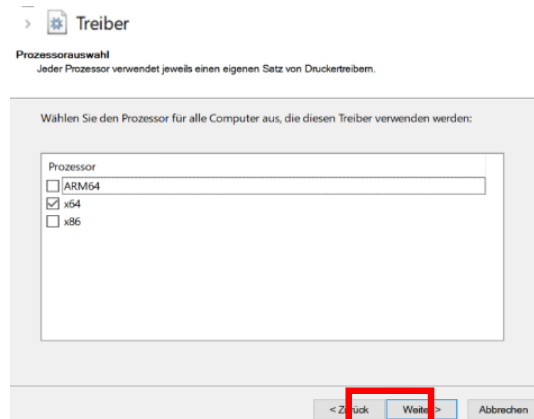 Treiber
Prozessorauswahl
Jeder Prozessor verwendet jeweils einen eigenen Satz von Druckertreibern.
Wählen Sie den Prozessor für alle Computer aus, die diesen Treiber verwenden werden:
Prozessor
ARM64
x64
x86
< Zurück Weiter > Abbrechen